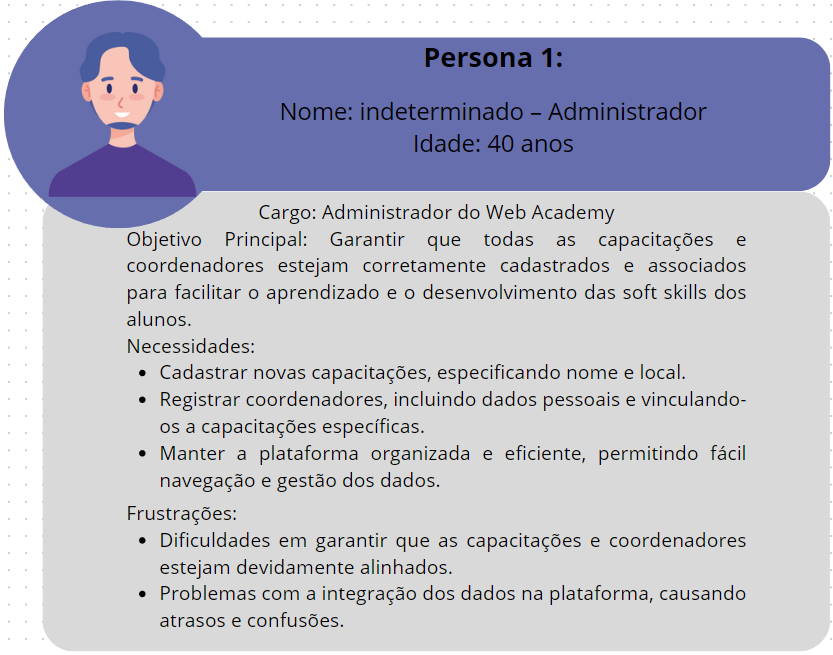 Persona 1:
Nome: indeterminado – Administrador
Idade: 40 anos
Cargo: Administrador do Web Academy
Objetivo Principal: Garantir que todas as capacitações e
coordenadores estejam corretamente cadastrados e associados
para facilitar o aprendizado e o desenvolvimento das soft skills dos
alunos.
Necessidades:
• Cadastrar novas capacitações, especificando nome e local.
• Registrar coordenadores, incluindo dados pessoais e vinculando-
os a capacitações específicas.
• Manter a plataforma organizada e eficiente, permitindo fácil
navegação e gestão dos dados.
Frustrações:
• Dificuldades em garantir que as capacitações e coordenadores
estejam devidamente alinhados.
• Problemas com a integração dos dados na plataforma, causando
atrasos e confusões.